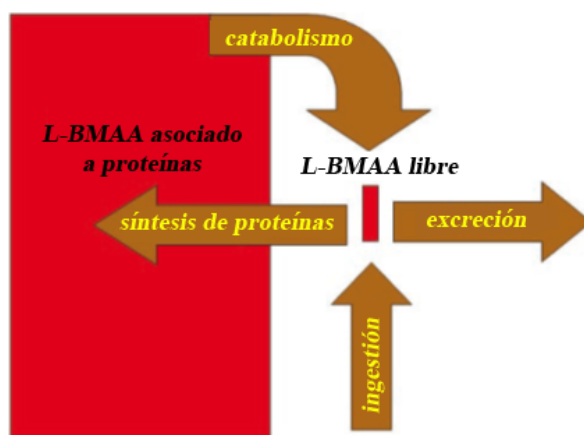 catabolismo
L-BMAA asociado
a proteínas
L-BMAA libre
síntesis de proteínas
excreción
ingestión